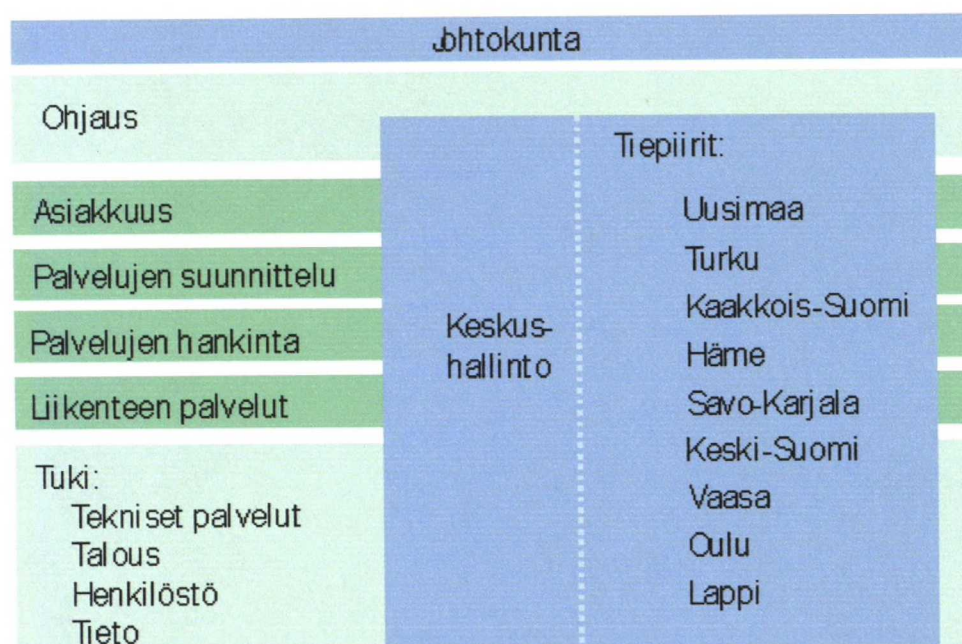 Johtokunta
Ohjaus
Asiakkuus
Palvelujen suunnittelu
Palvelujen hankinta
Liikenteen palvelut
Tuki:
Tekniset palvelut
Talous
Henkilöstö
Tieto
Keskus-
hallinto
Tiepiirit:
Uusimaa
Turku
Kaakkois-Suomi
Häme
Savo-Karjala
Keski-Suomi
Vaasa
Oulu
Lappi